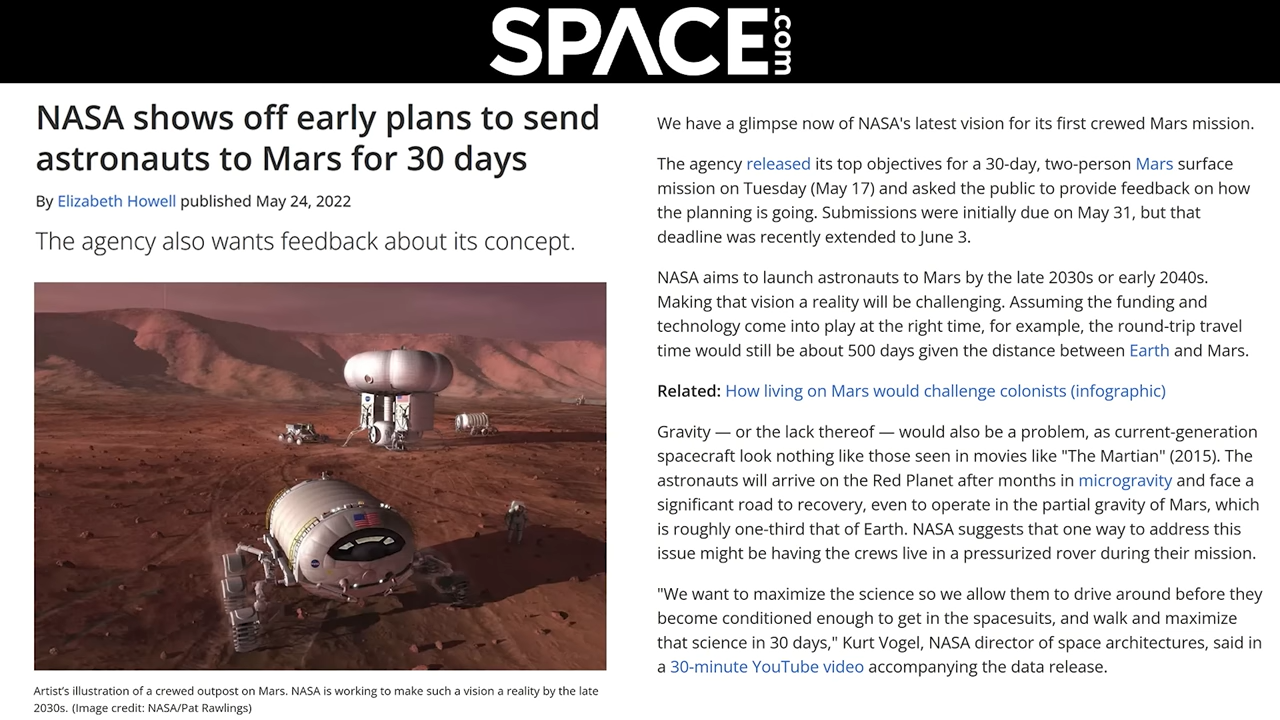 SPACE.com
NASA shows off early plans to send
astronauts to Mars for 30 days
By Elizabeth Howell published May 24, 2022
The agency also wants feedback about its concept.
Artist's illustration of a crewed outpost on Mars. NASA is working to make such a vision a reality by the late
2030s. (Image credit: NASA/Pat Rawlings)
We have a glimpse now of NASA's latest vision for its first crewed Mars mission.
The agency released its top objectives for a 30-day, two-person Mars surface
mission on Tuesday (May 17) and asked the public to provide feedback on how
the planning is going. Submissions were initially due on May 31, but that
deadline was recently extended to June 3.
NASA aims to launch astronauts to Mars by the late 2030s or early 2040s.
Making that vision a reality will be challenging. Assuming the funding and
technology come into play at the right time, for example, the round-trip travel
time would still be about 500 days given the distance between Earth and Mars.
Related: How living on Mars would challenge colonists (infographic)
Gravity — or the lack thereof — would also be a problem, as current-generation
spacecraft look nothing like those seen in movies like "The Martian" (2015). The
astronauts will arrive on the Red Planet after months in microgravity and face a
significant road to recovery, even to operate in the partial gravity of Mars, which
is roughly one-third that of Earth. NASA suggests that one way to address this
issue might be having the crews live in a pressurized rover during their mission.
"We want to maximize the science so we allow them to drive around before they
become conditioned enough to get in the spacesuits, and walk and maximize
that science in 30 days," Kurt Vogel, NASA director of space architectures, said in
a 30-minute YouTube video accompanying the data release.